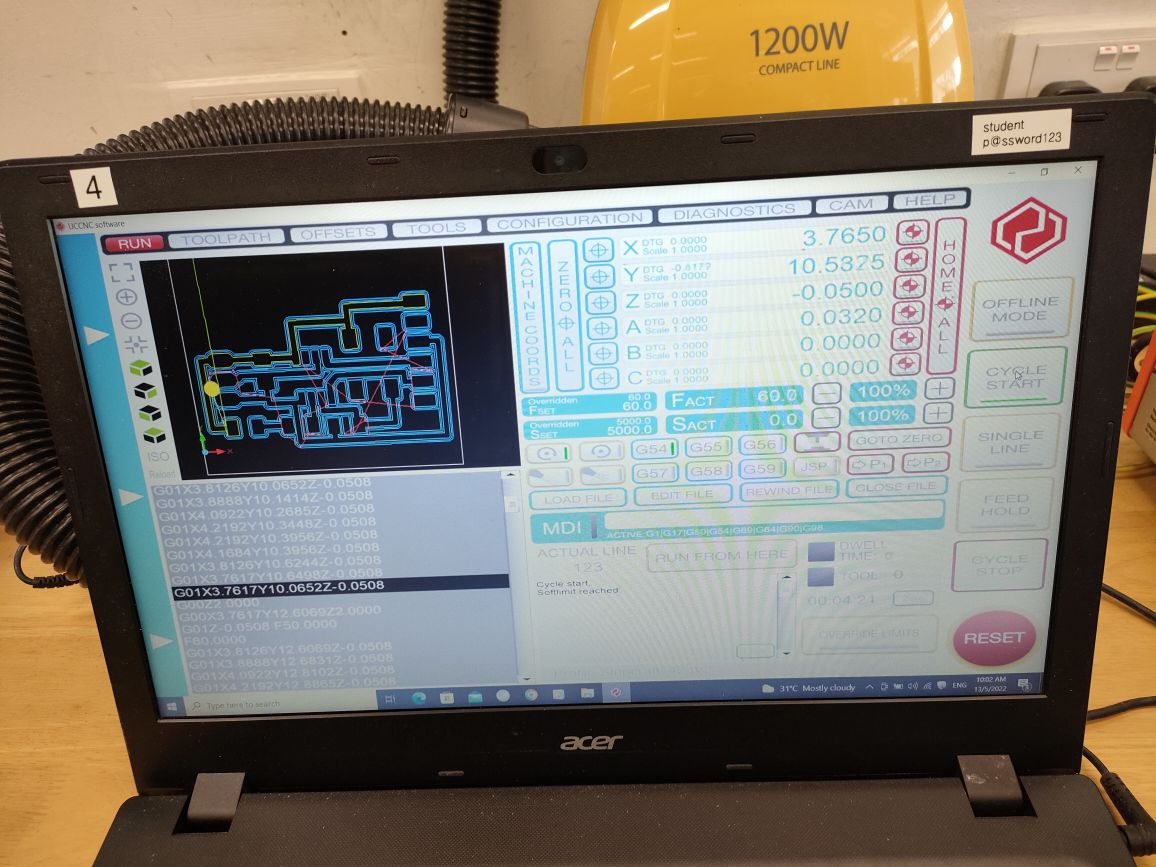 1200W
COMPACT LINE
student
p@ssword123
4
UCCNC software
RUN
TOOLPATH
OFFSETS
TOOLS
CONFIGURATION
DIAGNOSTICS
CAM
HELP
MACHINE COORDS
ZERO ALL
HOME ALL
X DTG 0.0000 Scale 1.0000 3.7650
Y DTG -0.8177 Scale 1.0000 10.5325
Z DTG 0.0000 Scale 1.0000 -0.0500
A DTG 0.0000 Scale 1.0000 0.0320
B DTG 0.0000 Scale 1.0000 0.0000
C DTG 0.0000 Scale 1.0000 0.0000
OFFLINE MODE
CYCLE START
SINGLE LINE
FEED HOLD
CYCLE STOP
RESET
Overridden 60.0
FSET 60.0
FACT 60.0
100%
Overridden 5000.0
SSET 5000.0
SACT 0.0
100%
G54 G55 G56
GOTO ZERO
G57 G58 G59 JSP P1 P2
LOAD FILE
EDIT FILE
REWIND FILE
CLOSE FILE
MDI
ACTUAL LINE
123
RUN FROM HERE
DWELL TIME: 0
TOOL: 0
00:04:21
Cycle start.
Softlimit reached.
OVERRIDE LIMITS
X
ISO
Reload
G01X3.8126Y10.0652Z-0.0508
G01X3.8888Y10.1414Z-0.0508
G01X4.0922Y10.2685Z-0.0508
G01X4.2192Y10.3448Z-0.0508
G01X4.2192Y10.3956Z-0.0508
G01X4.1684Y10.3956Z-0.0508
G01X3.8126Y10.6244Z-0.0508
G01X3.7617Y10.6498Z-0.0508
G01X3.7617Y10.0652Z-0.0508
G00Z2.0000
G00X3.7617Y12.6069Z2.0000
G01Z-0.0508 F50.0000
F60.0000
G01X3.8126Y12.6069Z-0.0508
G01X3.8888Y12.6831Z-0.0508
G01X4.0922Y12.8102Z-0.0508
G01X4.2192Y12.8865Z-0.0508
Type here to search
31°C Mostly cloudy
ENG
10:02 AM
13/5/2022
acer